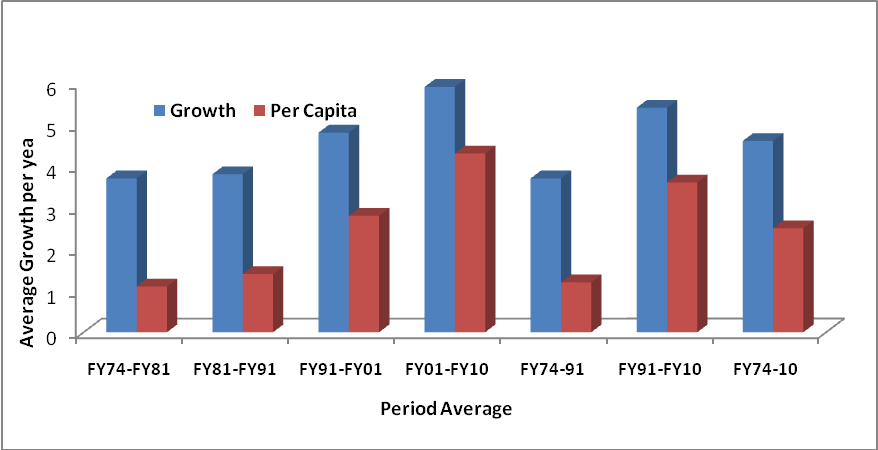 6
5
4
3
2
1
0
Average Growth per yea
Growth Per Capita
FY74-FY81 FY81-FY91 FY91-FY01 FY01-FY10 FY74-91 FY91-FY10 FY74-10
Period Average